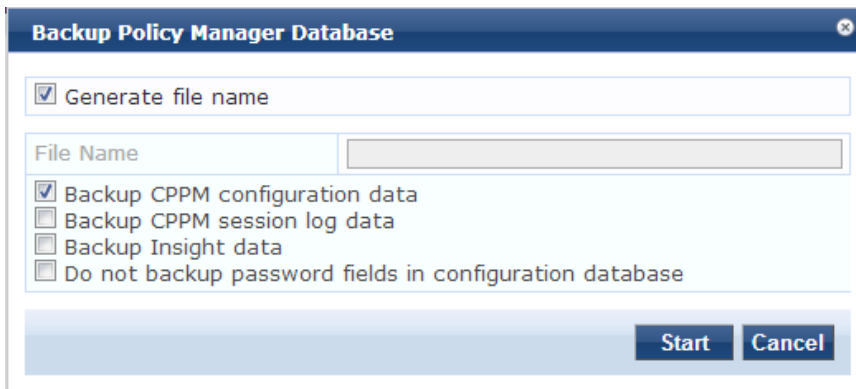 Backup Policy Manager Database
Generate file name
File Name
Backup CPPM configuration data
Backup CPPM session log data
Backup Insight data
Do not backup password fields in configuration database
Start Cancel